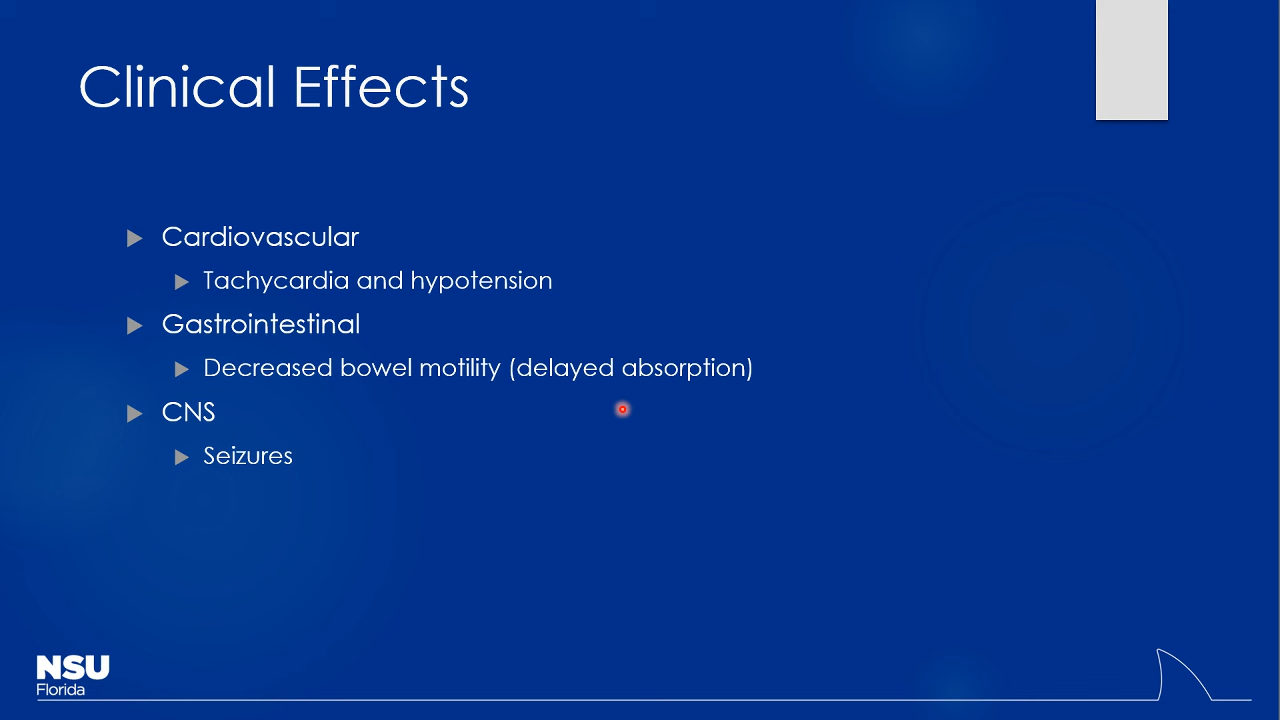 Clinical Effects
Cardiovascular
Tachycardia and hypotension
Gastrointestinal
Decreased bowel motility (delayed absorption)
CNS
Seizures
NSU
Florida